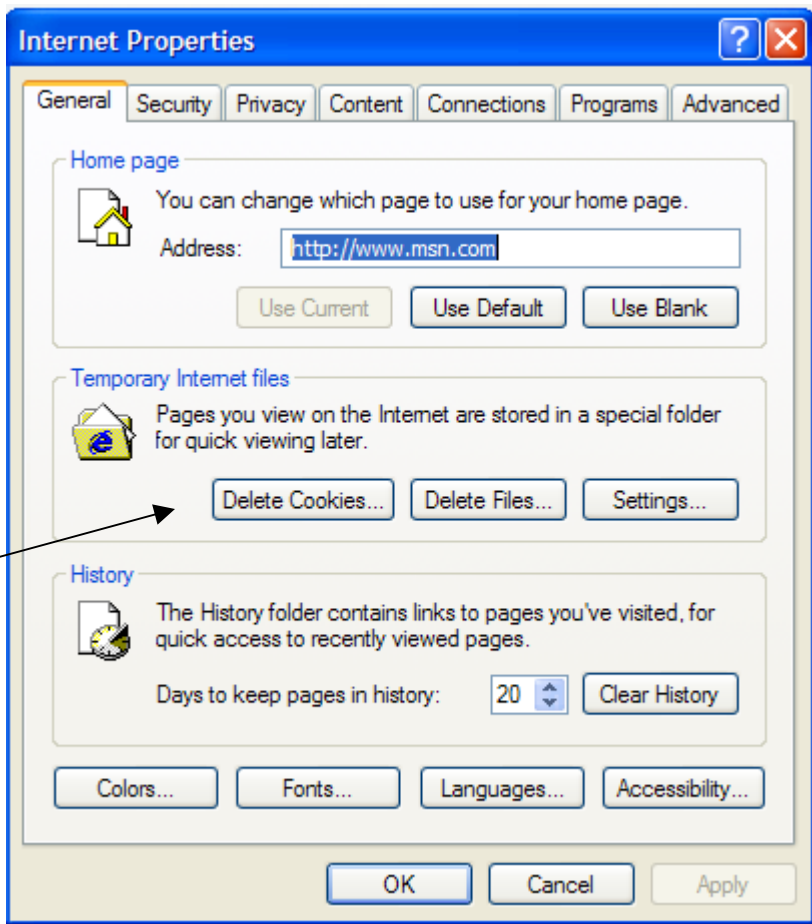 Internet Properties
General Security Privacy Content Connections Programs Advanced
Home page
You can change which page to use for your home page.
Address: http://www.msn.com
Use Current Use Default Use Blank
Temporary Internet files
Pages you view on the Internet are stored in a special folder
for quick viewing later.
Delete Cookies... Delete Files... Settings...
History
The History folder contains links to pages you've visited, for
quick access to recently viewed pages.
Days to keep pages in history: 20 Clear History
Colors... Fonts... Languages... Accessibility...
OK Cancel Apply